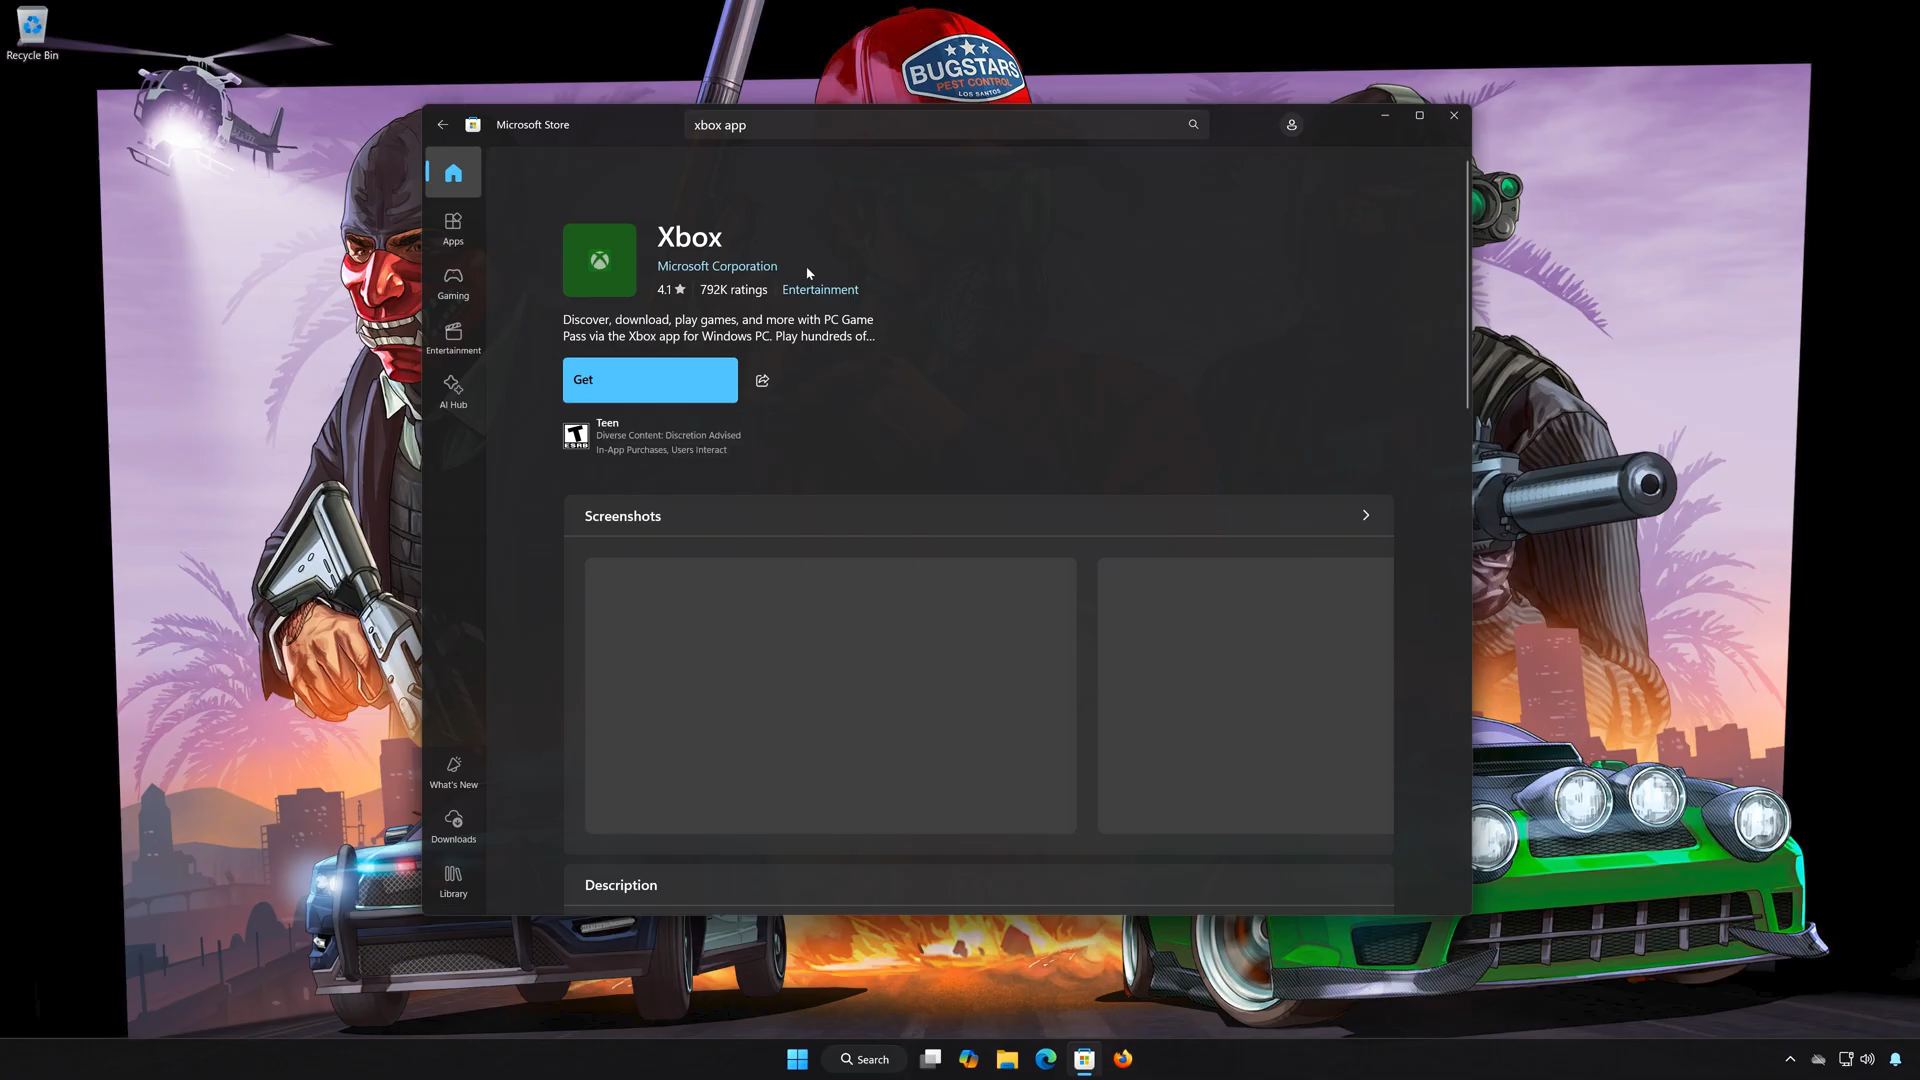 Recycle Bin
BUGSTARS
PEST CONTROL
LOS SANTOS
Microsoft Store
xbox app
Apps
Gaming
Entertainment
AI Hub
What's New
Downloads
Library
Xbox
Microsoft Corporation
4.1
792K ratings
Entertainment
Discover, download, play games, and more with PC Game
Pass via the Xbox app for Windows PC. Play hundreds of...
Get
T
ESRB
Teen
Diverse Content: Discretion Advised
In-App Purchases, Users Interact
Screenshots
Description
Search